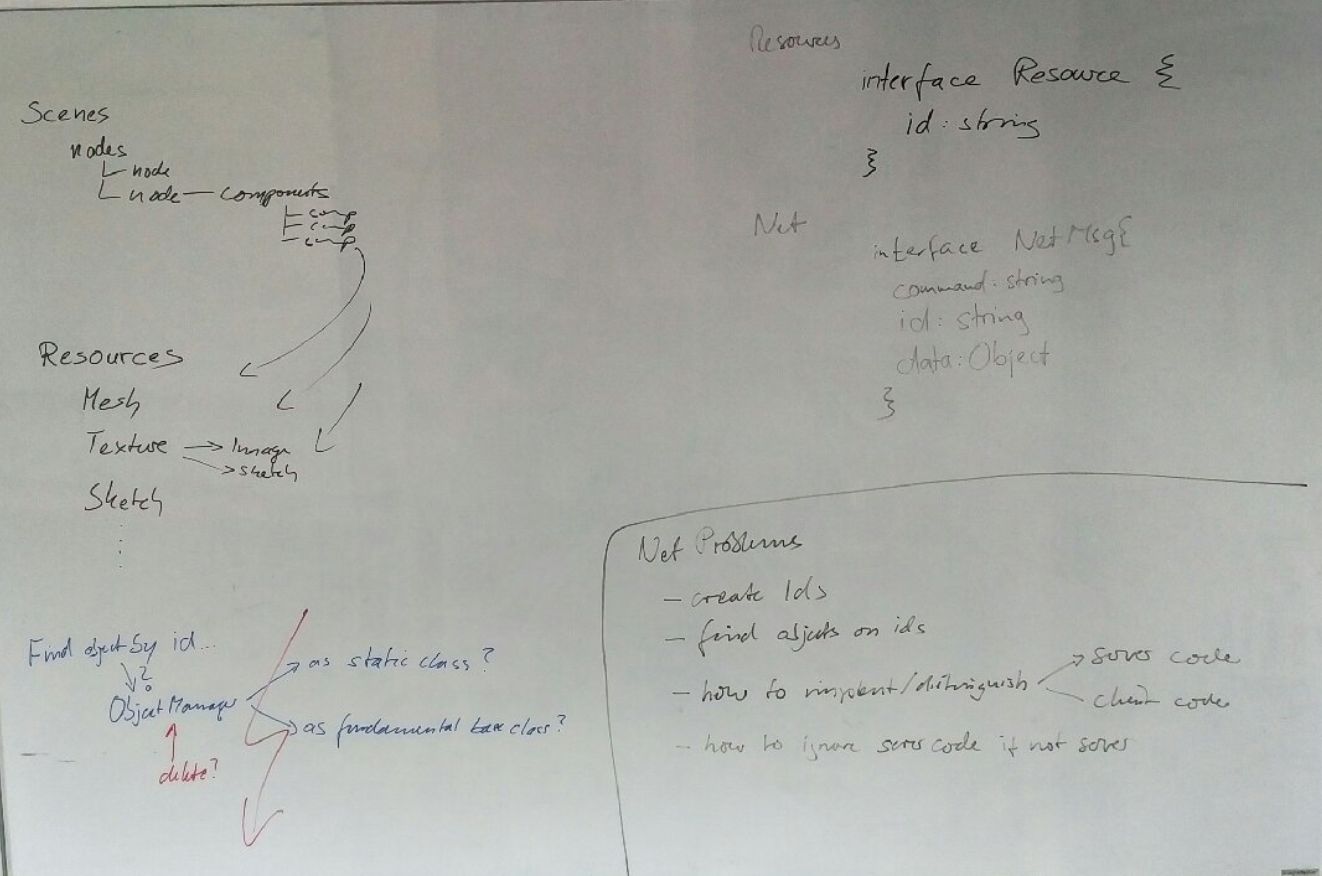 Scenes
nodes
node
node — components
comp
comp
comp
Resources
Mesh
Texture → Image
→ Sketch
Sketch
Find object by id...
?
ObjectManager
as static class?
as fundamental base class?
delete?
Resources
interface Resource {
id: string
}
Net
interface NetMsg{
command: string
id: string
data: Object
}
Net Problems
- create Ids
- find objects on ids
- how to /distinguish
server code
client code
- how to ignore server code if not server